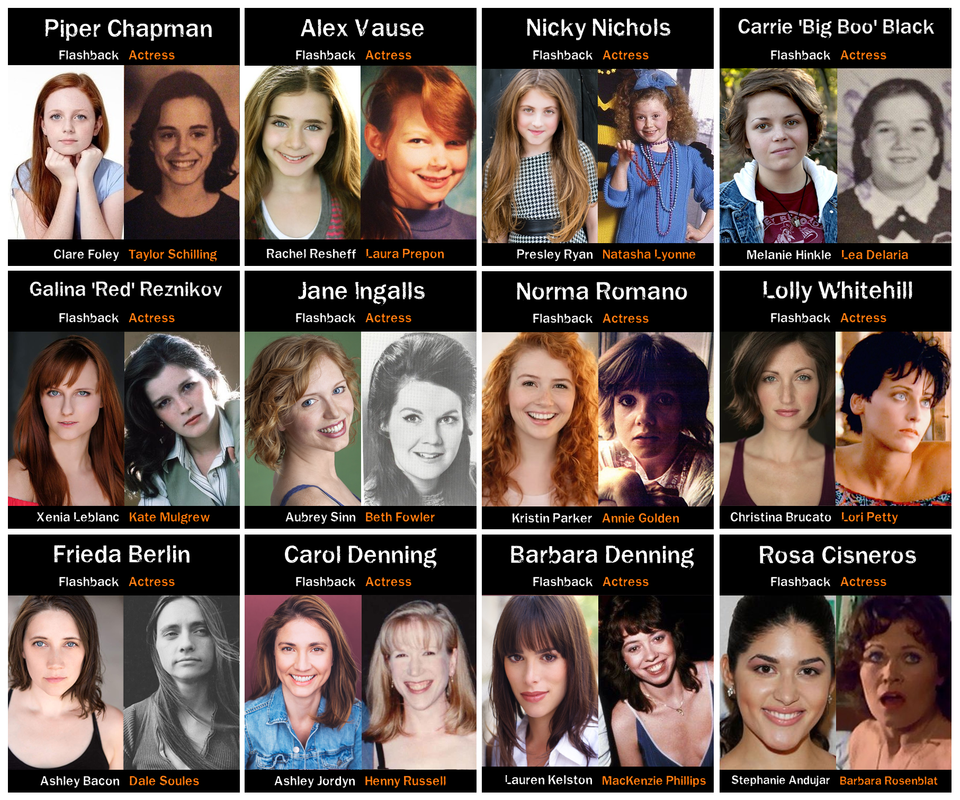 Piper Chapman
Flashback Actress
Clare Foley Taylor Schilling
Alex Vause
Flashback Actress
Rachel Resheff Laura Prepon
Nicky Nichols
Flashback Actress
Presley Ryan Natasha Lyonne
Carrie 'Big Boo' Black
Flashback Actress
Melanie Hinkle Lea Delaria
Galina 'Red' Reznikov
Flashback Actress
Xenia Leblanc Kate Mulgrew
Jane Ingalls
Flashback Actress
Aubrey Sinn Beth Fowler
Norma Romano
Flashback Actress
Kristin Parker Annie Golden
Lolly Whitehill
Flashback Actress
Christina Brucato Lori Petty
Frieda Berlin
Flashback Actress
Ashley Bacon Dale Soules
Carol Denning
Flashback Actress
Ashley Jordyn Henny Russell
Barbara Denning
Flashback Actress
Lauren Kelston MacKenzie Phillips
Rosa Cisneros
Flashback Actress
Stephanie Andujar Barbara Rosenblat